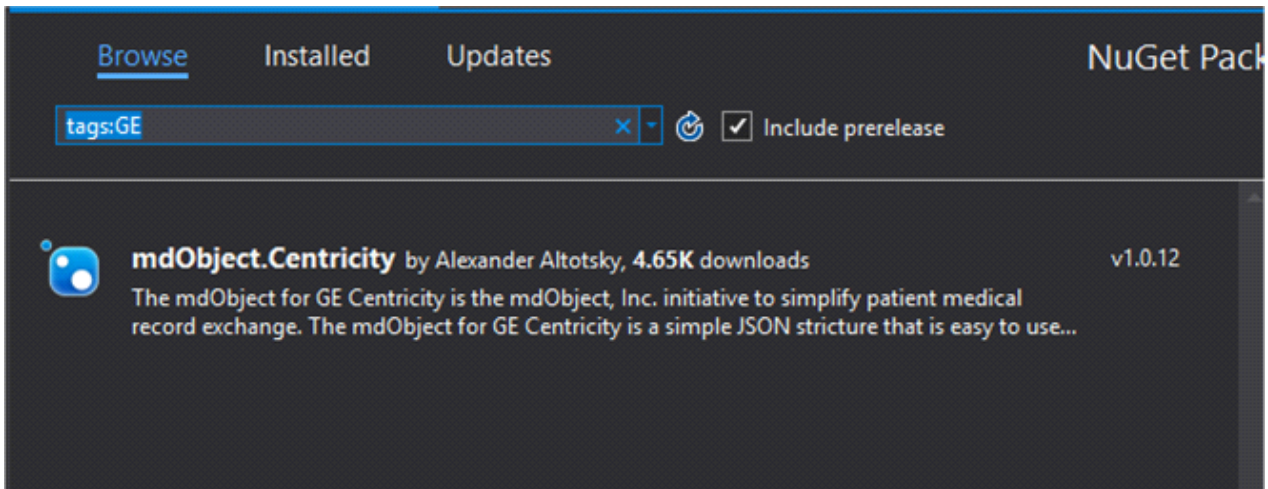 Browse Installed Updates NuGet Pack
tags:GE Include prerelease
mdObject.Centricity by Alexander Altotsky, 4.65K downloads v1.0.12
The mdObject for GE Centricity is the mdObject, Inc. initiative to simplify patient medical
record exchange. The mdObject for GE Centricity is a simple JSON stricture that is easy to use...